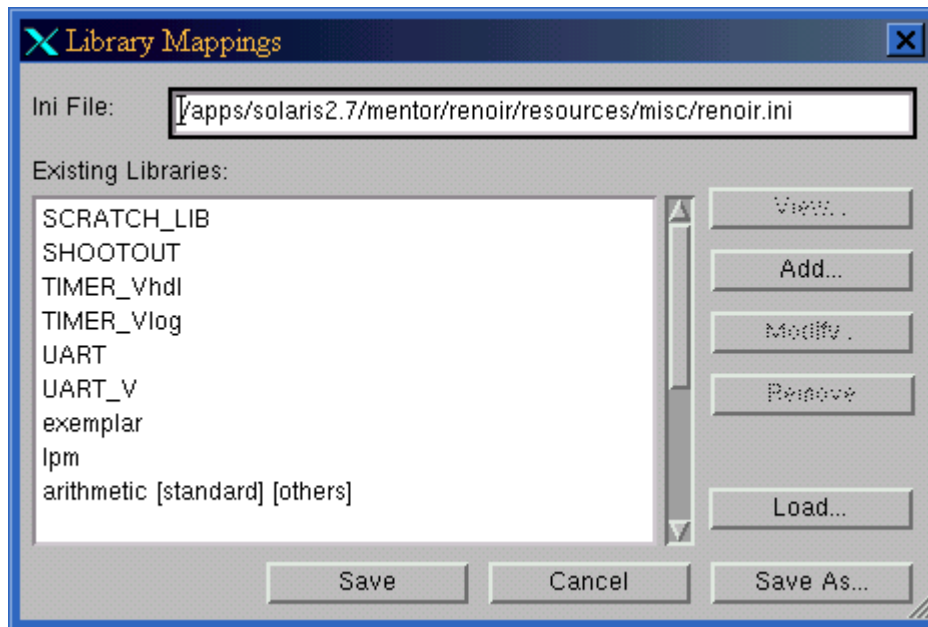 Library Mappings
Ini File:
/apps/solaris2.7/mentor/renoir/resources/misc/renoir.ini
Existing Libraries:
SCRATCH_LIB
SHOOTOUT
TIMER_Vhdl
TIMER_Vlog
UART
UART_V
exemplar
lpm
arithmetic [standard] [others]
View...
Add...
Modify...
Remove
Load...
Save
Cancel
Save As...